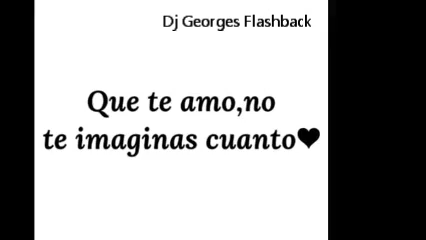 Dj Georges Flashback
Que te amo,no
te imaginas cuanto♥